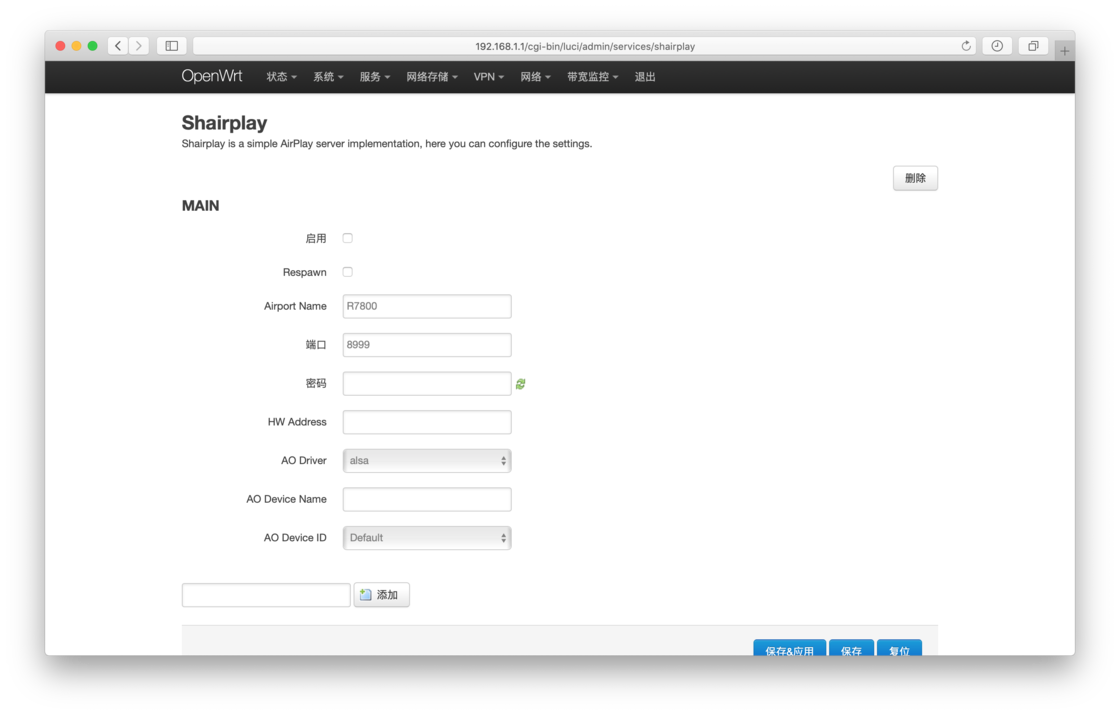 192.168.1.1/cgi-bin/luci/admin/services/shairplay
OpenWrt 状态 系统 服务 网络存储 VPN 网络 带宽监控 退出
Shairplay
Shairplay is a simple AirPlay server implementation, here you can configure the settings.
删除
MAIN
启用
Respawn
Airport Name R7800
端口 8999
密码
HW Address
AO Driver alsa
AO Device Name
AO Device ID Default
添加
保存&应用 保存 复位